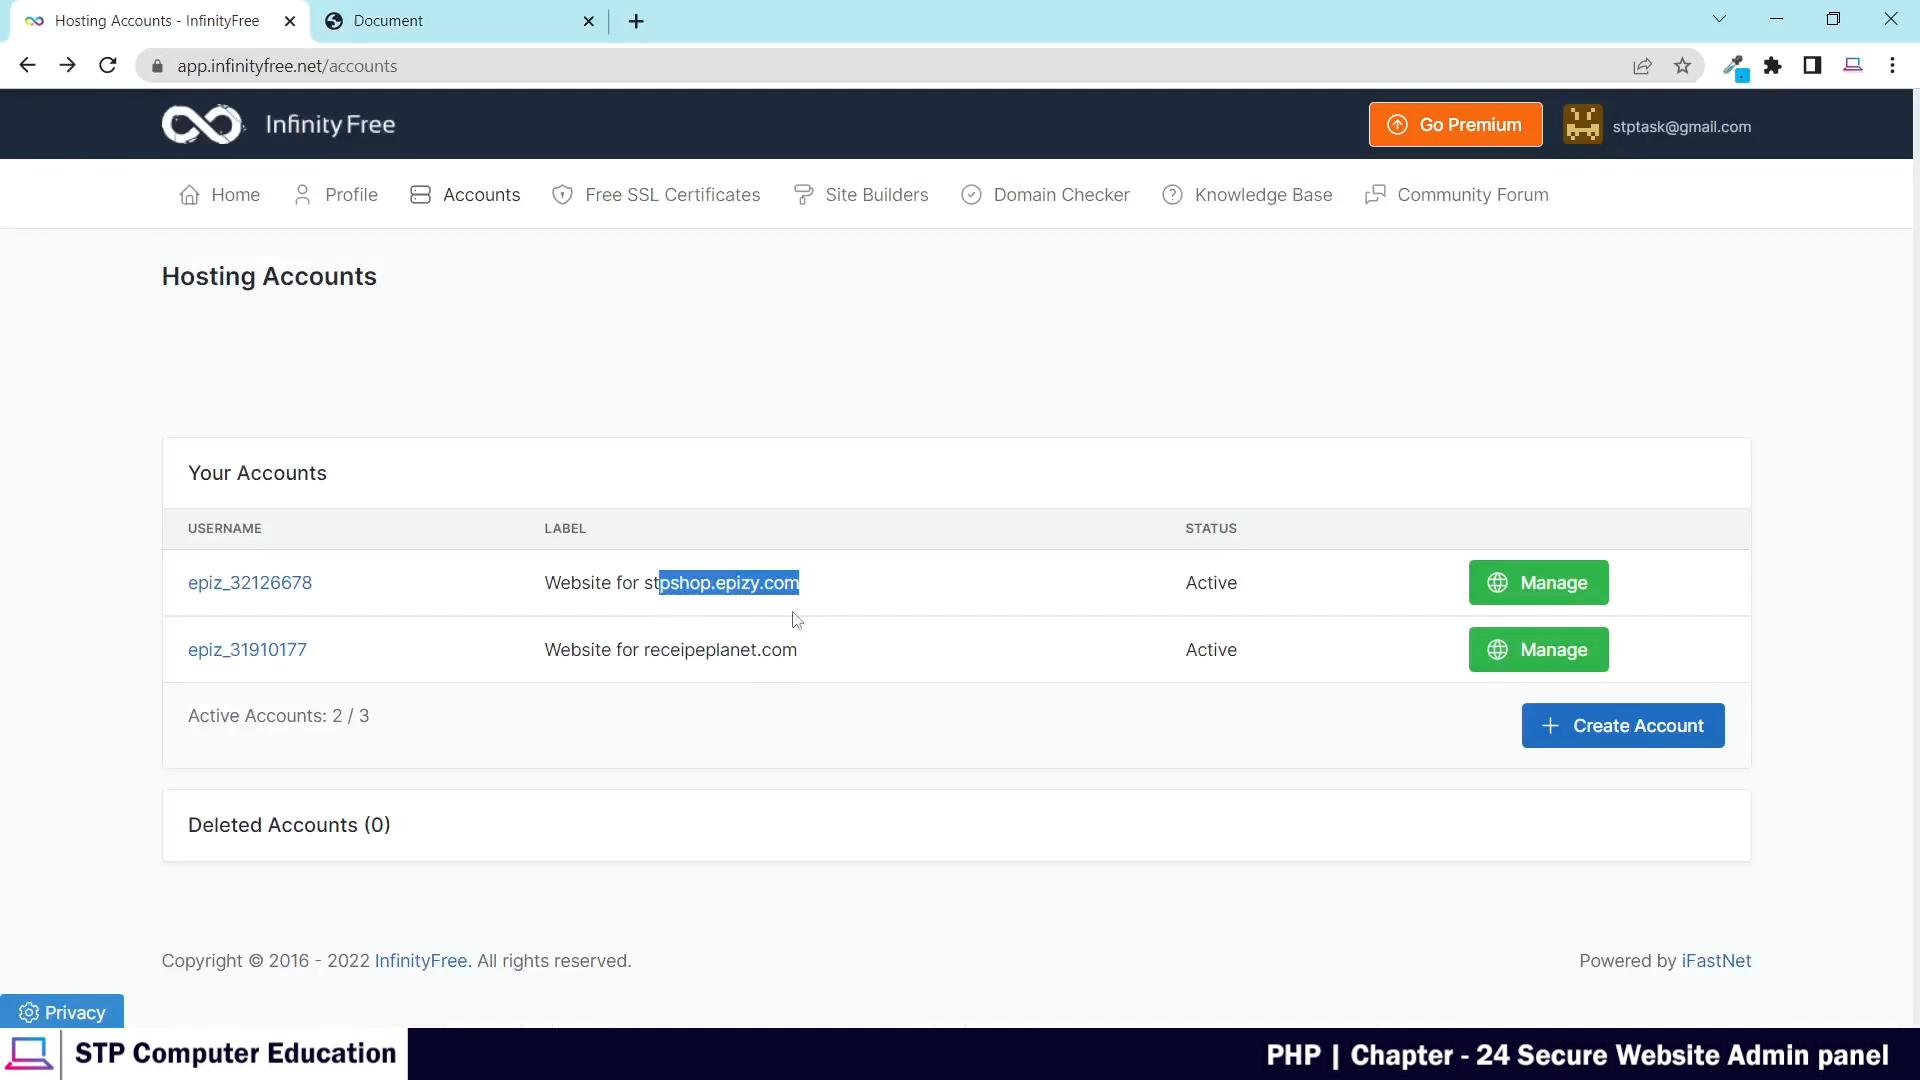 Hosting Accounts - InfinityFree
Document
app.infinityfree.net/accounts
InfinityFree
Go Premium
stptask@gmail.com
Home
Profile
Accounts
Free SSL Certificates
Site Builders
Domain Checker
Knowledge Base
Community Forum
Hosting Accounts
Your Accounts
USERNAME LABEL STATUS
epiz_32126678 Website for stpshop.epizy.com Active Manage
epiz_31910177 Website for receipeplanet.com Active Manage
Active Accounts: 2 / 3
Create Account
Deleted Accounts (0)
Copyright © 2016 - 2022 InfinityFree. All rights reserved.
Powered by iFastNet
Privacy
STP Computer Education
PHP | Chapter - 24 Secure Website Admin panel